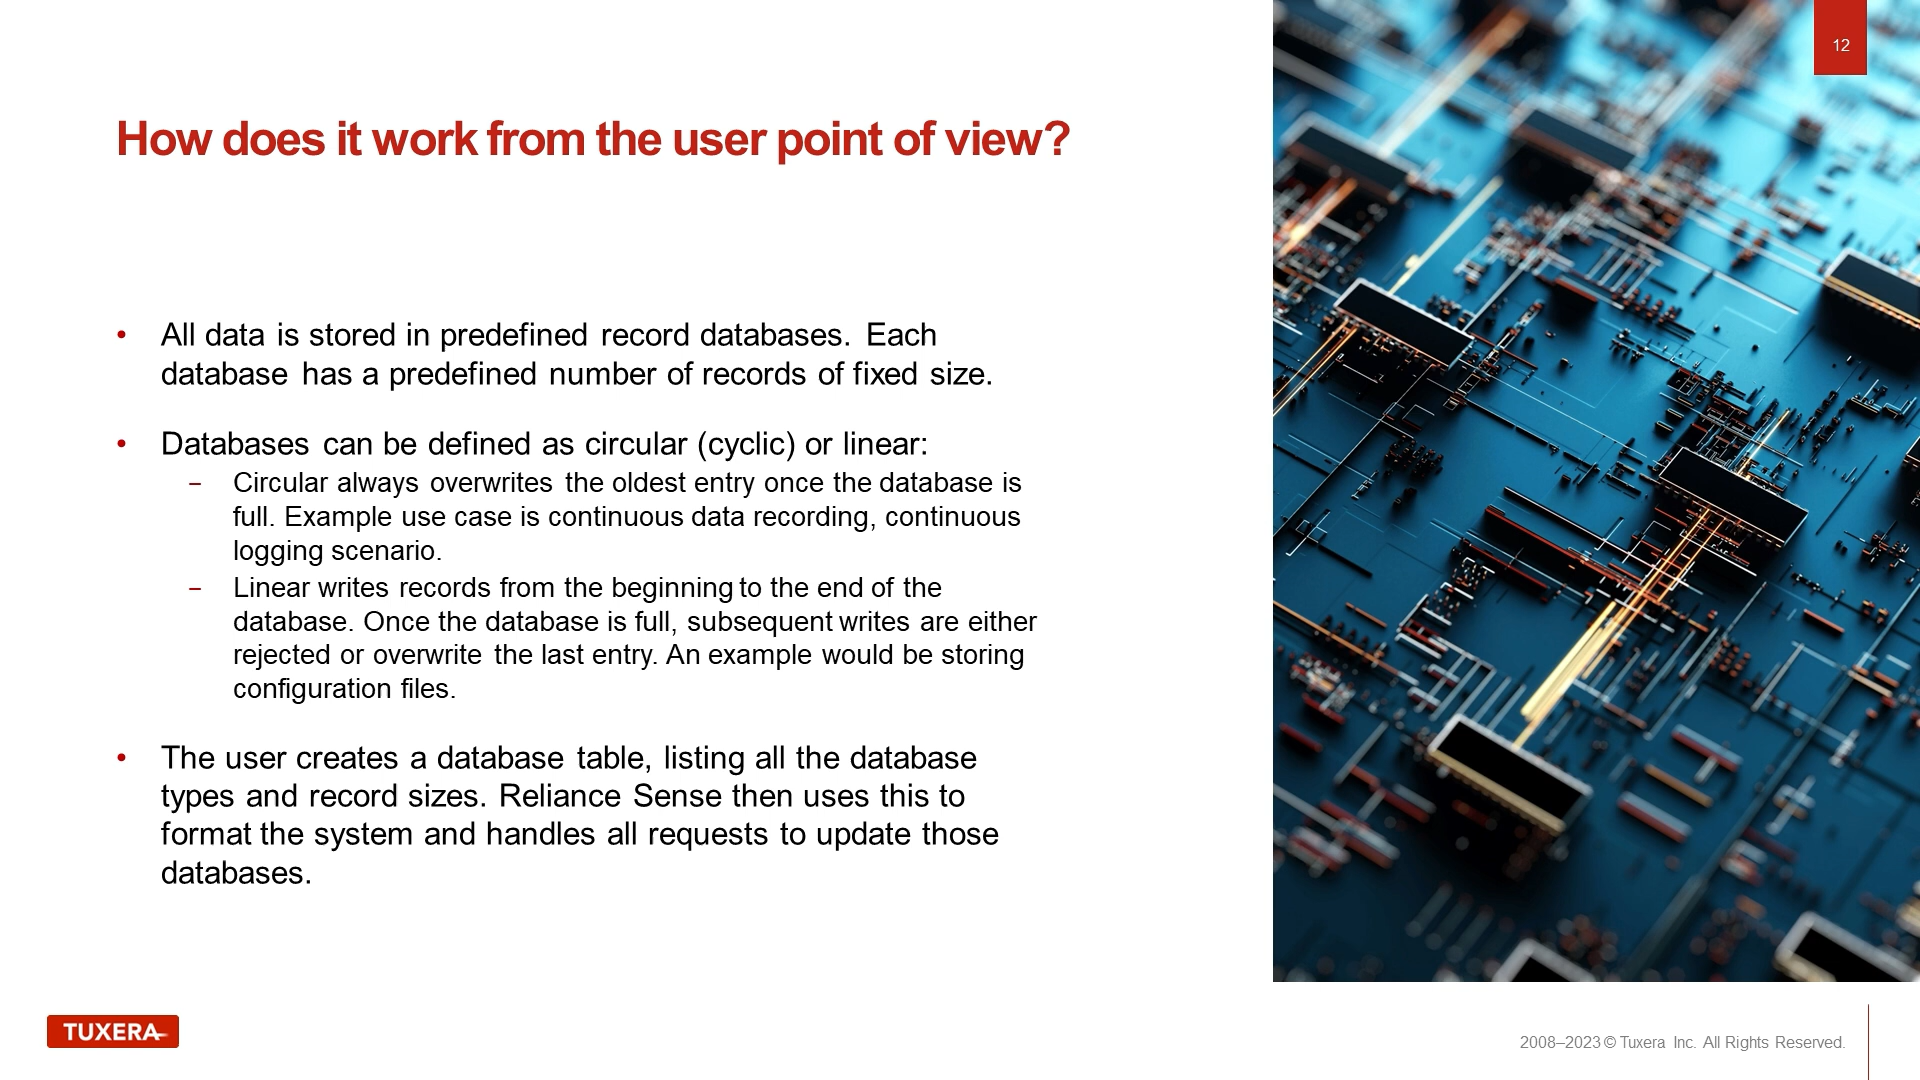 12
How does it work from the user point of view?
• All data is stored in predefined record databases. Each
database has a predefined number of records of fixed size.
• Databases can be defined as circular (cyclic) or linear:
– Circular always overwrites the oldest entry once the database is
full. Example use case is continuous data recording, continuous
logging scenario.
– Linear writes records from the beginning to the end of the
database. Once the database is full, subsequent writes are either
rejected or overwrite the last entry. An example would be storing
configuration files.
• The user creates a database table, listing all the database
types and record sizes. Reliance Sense then uses this to
format the system and handles all requests to update those
databases.
TUXERA
2008–2023 © Tuxera Inc. All Rights Reserved.